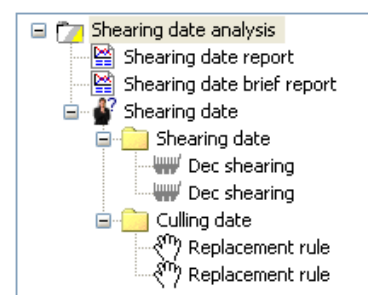 Shearing date analysis
Shearing date report
Shearing date brief report
Shearing date
Shearing date
Dec shearing
Dec shearing
Culling date
Replacement rule
Replacement rule